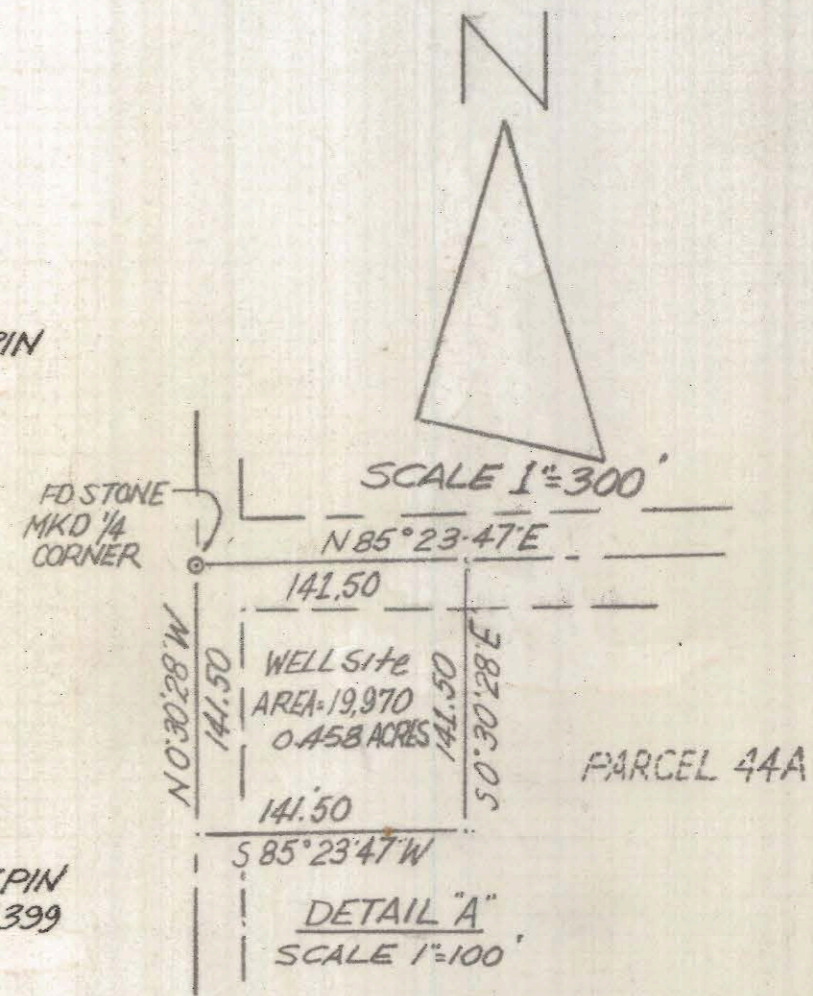 N
PIN
SCALE 1"=300'
FD STONE
MKD 1/4
CORNER
N 85°23'47"E
141.50
N 0°30'28"W
141.50
WELL Site
AREA=19,970
0.458 ACRES
141.50
S 0°30'28"E
PARCEL 44A
141.50
S 85°23'47"W
PIN
399
DETAIL "A"
SCALE 1"=100'